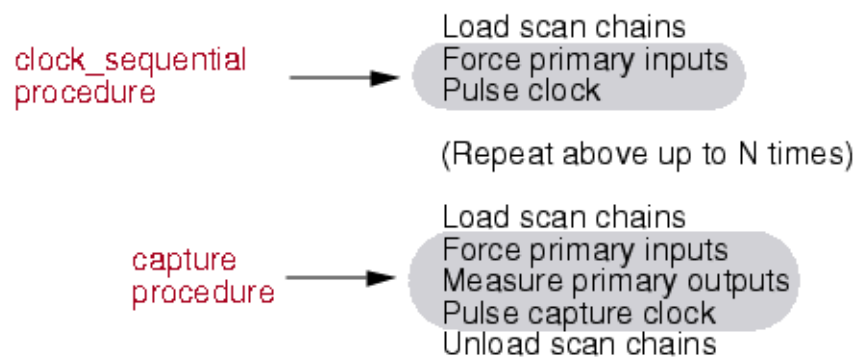 Load scan chains
clock_sequential procedure
Force primary inputs
Pulse clock
(Repeat above up to N times)
Load scan chains
capture procedure
Force primary inputs
Measure primary outputs
Pulse capture clock
Unload scan chains